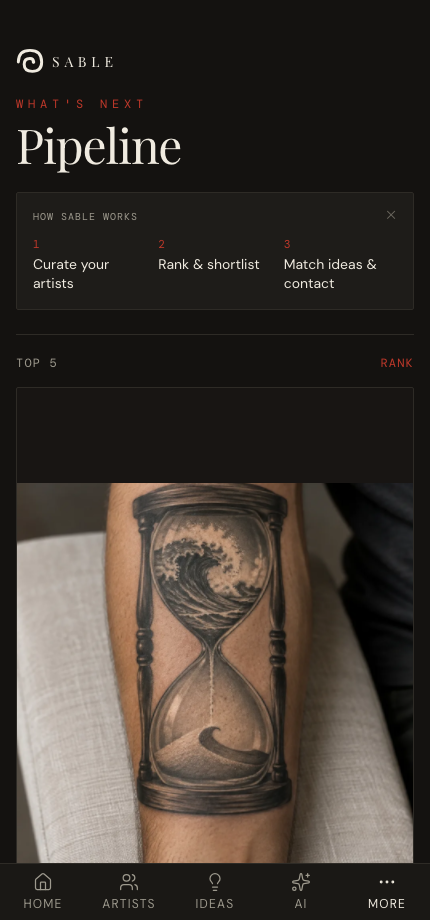 SABLE
WHAT'S NEXT
Pipeline
HOW SABLE WORKS
1
Curate your
artists
2
Rank & shortlist
3
Match ideas &
contact
TOP 5
RANK
HOME
ARTISTS
IDEAS
AI
MORE